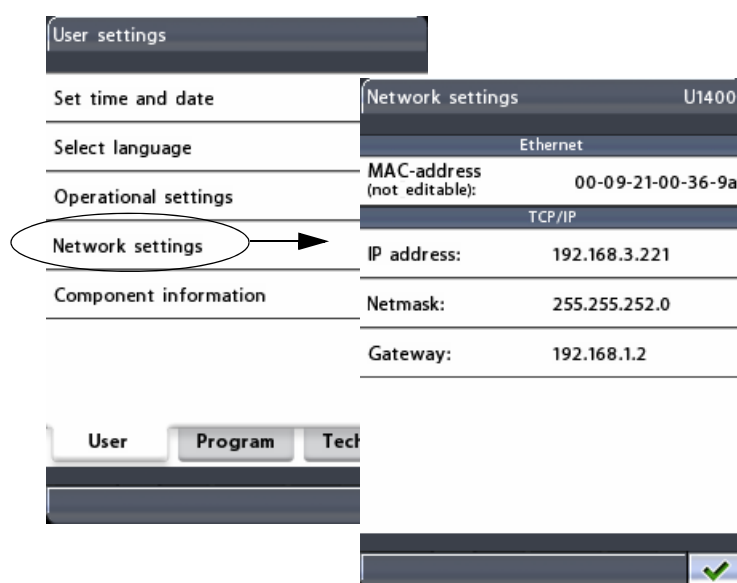 User settings
Set time and date
Select language
Operational settings
Network settings
Component information
User Program
Network settings U1400
Ethernet
MAC-address 00-09-21-00-36-9a
(not editable):
TCP/IP
IP address: 192.168.3.221
Netmask: 255.255.252.0
Gateway: 192.168.1.2